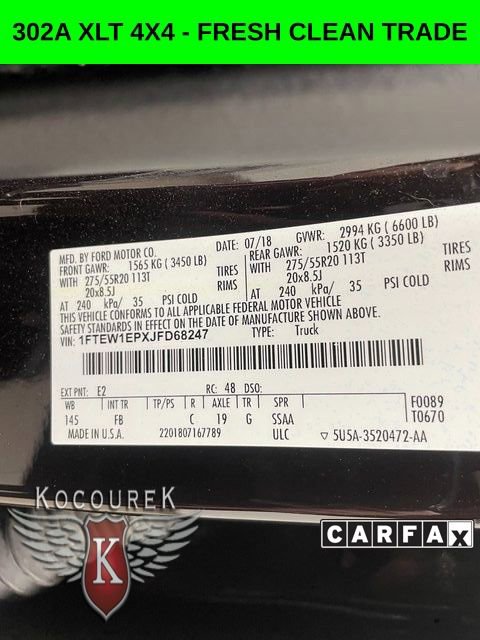 302A XLT 4X4 - FRESH CLEAN TRADE
MFD. BY FORD MOTOR CO. DATE: 07/18 GVWR: 2994 KG ( 6600 LB)
FRONT GAWR: 1565 KG ( 3450 LB) REAR GAWR: 1520 KG ( 3350 LB)
WITH 275/55R20 113T TIRES WITH 275/55R20 113T TIRES
20x8.5J RIMS 20x8.5J RIMS
AT 240 kPa/ 35 PSI COLD AT 240 kPa/ 35 PSI COLD
THIS VEHICLE CONFORMS TO ALL APPLICABLE FEDERAL MOTOR VEHICLE
SAFETY STANDARDS IN EFFECT ON THE DATE OF MANUFACTURE SHOWN ABOVE.
VIN: 1FTEW1EPXJFD68247 TYPE: Truck
EXT PNT: E2 RC: 48 DSO:
WB INT TR TP/PS R AXLE TR SPR F0089
145 FB C 19 G SSAA T0670
MADE IN U.S.A. 2201807167789 ULC ▽ 5U5A-3520472-AA
KOCOUREK
K
CARFAX